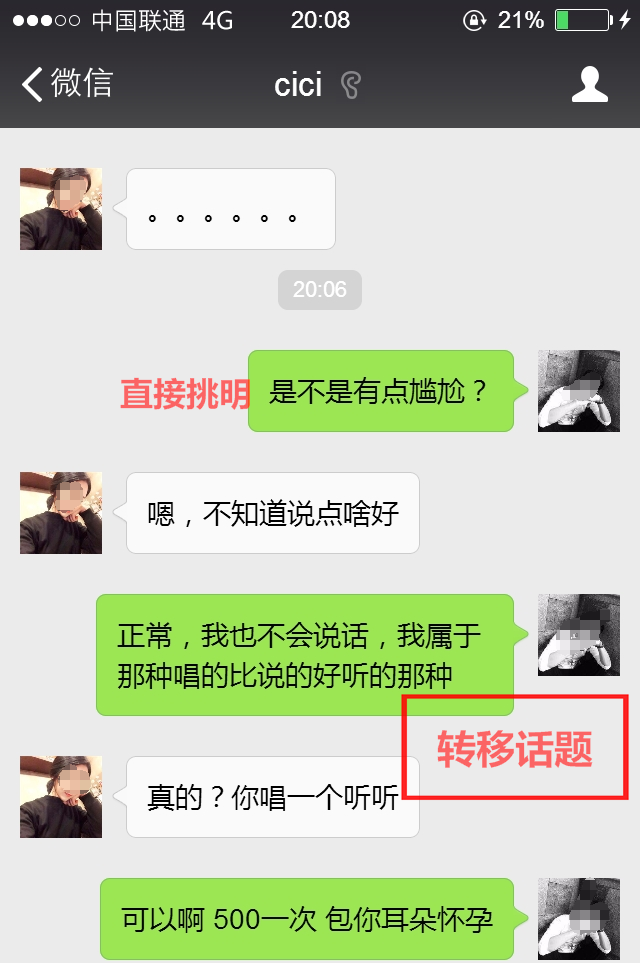 中国联通 4G 20:08 21%
微信 cici
。。。。。。
20:06
直接挑明 是不是有点尴尬？
嗯，不知道说点啥好
正常，我也不会说话，我属于
那种唱的比说的好听的那种
转移话题
真的？你唱一个听听
可以啊 500一次 包你耳朵怀孕